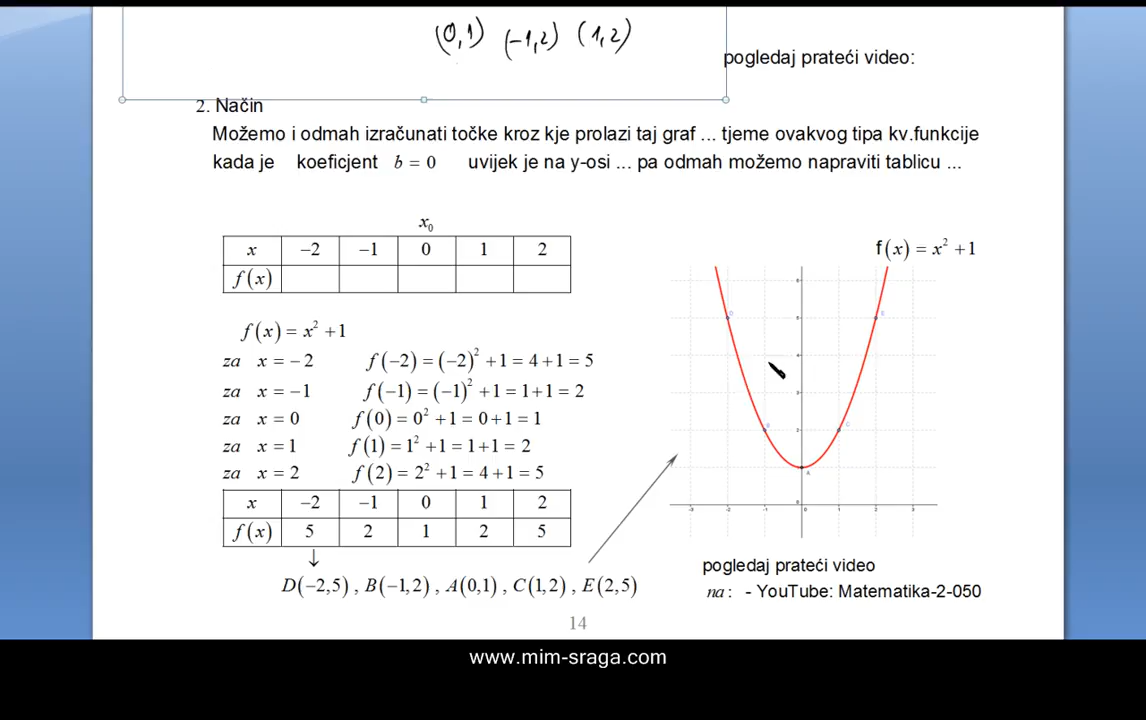 (0,1) (-1,2) (1,2)
pogledaj prateći video:
2. Način
Možemo i odmah izračunati točke kroz kje prolazi taj graf ... tjeme ovakvog tipa kv.funkcije
kada je koeficjent b = 0 uvijek je na y-osi ... pa odmah možemo napraviti tablicu ...
x₀
x −2 −1 0 1 2
f(x)
f(x) = x² + 1
f(x) = x² + 1
za x = −2 f(−2) = (−2)² + 1 = 4 + 1 = 5
za x = −1 f(−1) = (−1)² + 1 = 1 + 1 = 2
za x = 0 f(0) = 0² + 1 = 0 + 1 = 1
za x = 1 f(1) = 1² + 1 = 1 + 1 = 2
za x = 2 f(2) = 2² + 1 = 4 + 1 = 5
x −2 −1 0 1 2
f(x) 5 2 1 2 5
D(−2,5) , B(−1,2) , A(0,1) , C(1,2) , E(2,5)
pogledaj prateći video
na : - YouTube: Matematika-2-050
14
www.mim-sraga.com